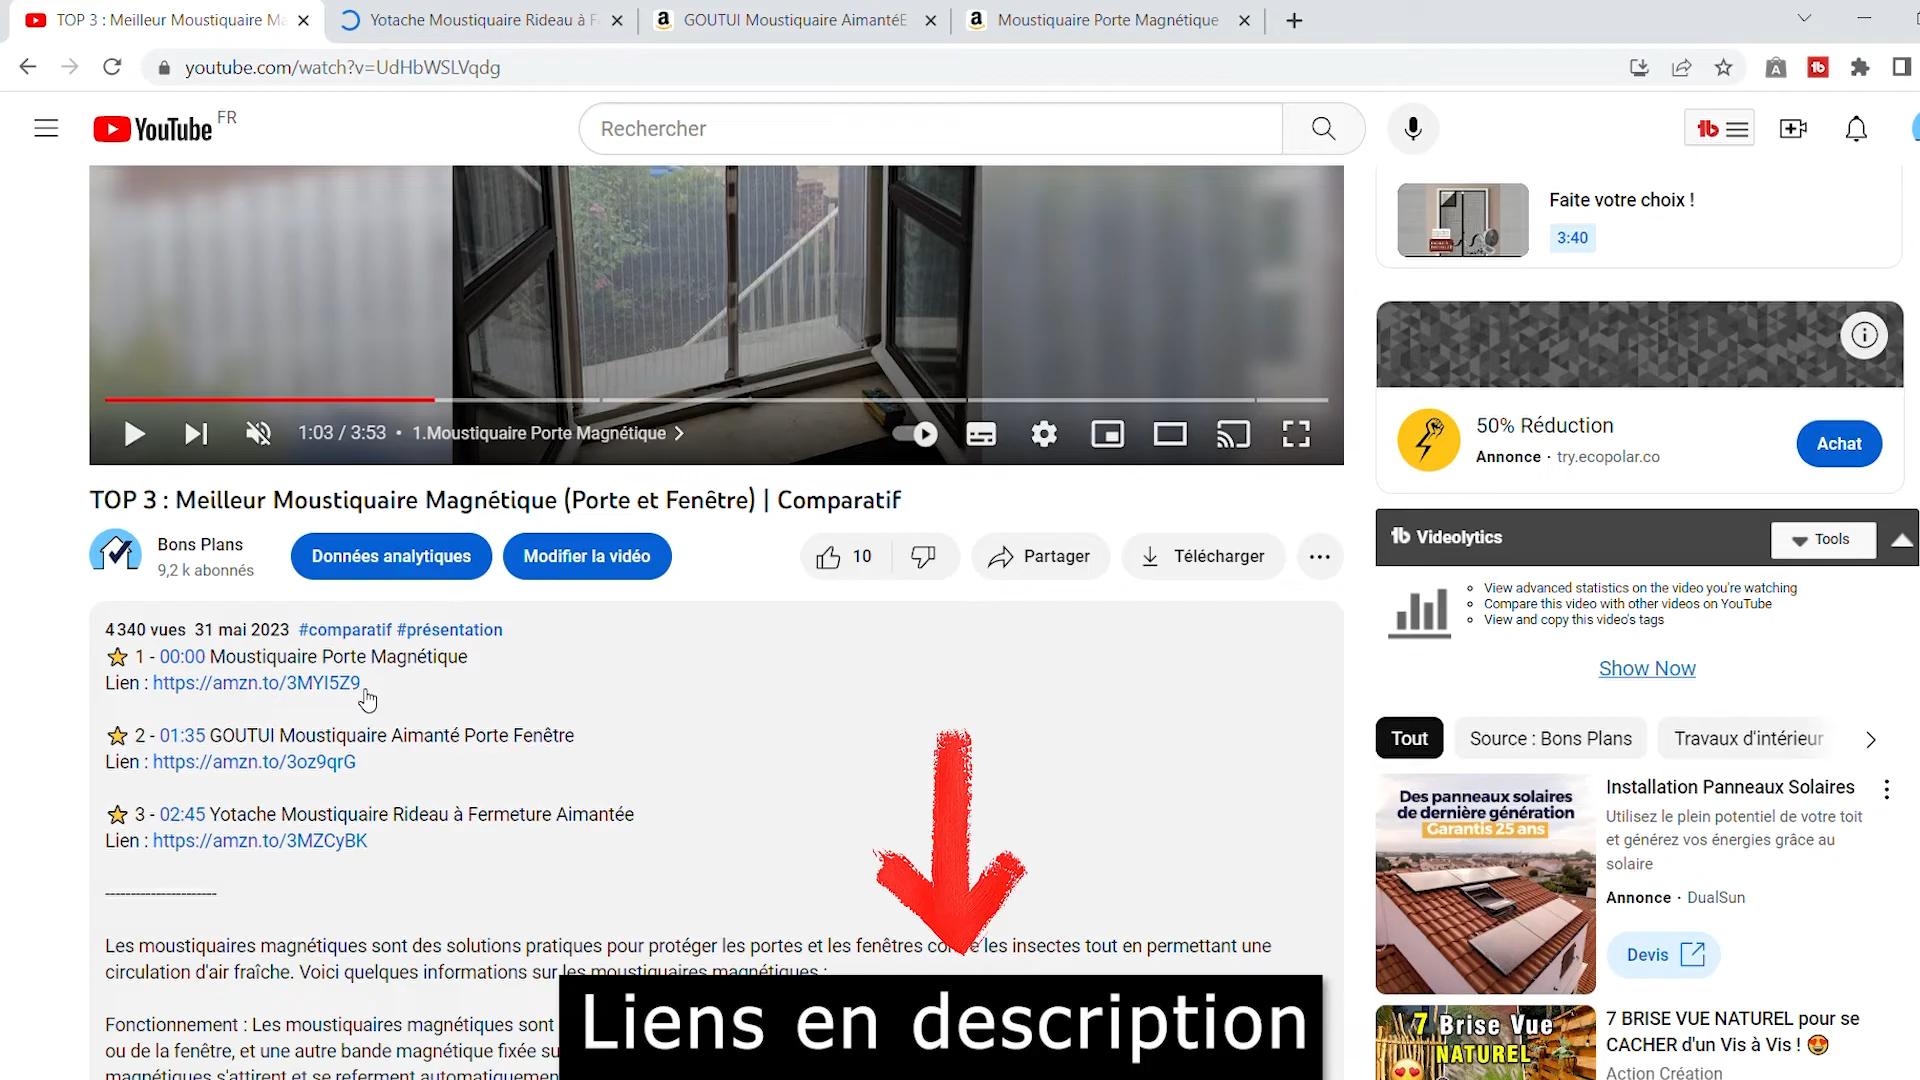 TOP 3 : Meilleur Moustiquaire Ma
Yotache Moustiquaire Rideau à F
GOUTUI Moustiquaire AimantéE
Moustiquaire Porte Magnétique
youtube.com/watch?v=UdHbWSLVqdg
YouTube FR
Rechercher
Faite votre choix !
3:40
1:03 / 3:53 • 1.Moustiquaire Porte Magnétique
50% Réduction
Annonce · try.ecopolar.co
Achat
TOP 3 : Meilleur Moustiquaire Magnétique (Porte et Fenêtre) | Comparatif
Bons Plans
9,2 k abonnés
Données analytiques
Modifier la vidéo
10
Partager
Télécharger
Videolytics
Tools
View advanced statistics on the video you're watching
Compare this video with other videos on YouTube
View and copy this video's tags
Show Now
4 340 vues 31 mai 2023 #comparatif #présentation
1 - 00:00 Moustiquaire Porte Magnétique
Lien : https://amzn.to/3MYI5Z9
2 - 01:35 GOUTUI Moustiquaire Aimanté Porte Fenêtre
Lien : https://amzn.to/3oz9qrG
3 - 02:45 Yotache Moustiquaire Rideau à Fermeture Aimantée
Lien : https://amzn.to/3MZCyBK
----------------------
Les moustiquaires magnétiques sont des solutions pratiques pour protéger les portes et les fenêtres les insectes tout en permettant une
circulation d'air fraîche. Voici quelques informations sur les moustiquaires magnétiques :
Fonctionnement : Les moustiquaires magnétiques sont
ou de la fenêtre, et une autre bande magnétique fixée su
magnétiques s'attirent et se referment automatiquemen
Liens en description
Tout
Source : Bons Plans
Travaux d'intérieur
Des panneaux solaires
de dernière génération
Garantis 25 ans
Installation Panneaux Solaires
Utilisez le plein potentiel de votre toit
et générez vos énergies grâce au
solaire
Annonce · DualSun
Devis
7 Brise Vue
NATUREL
7 BRISE VUE NATUREL pour se
CACHER d'un Vis à Vis !
Action Création